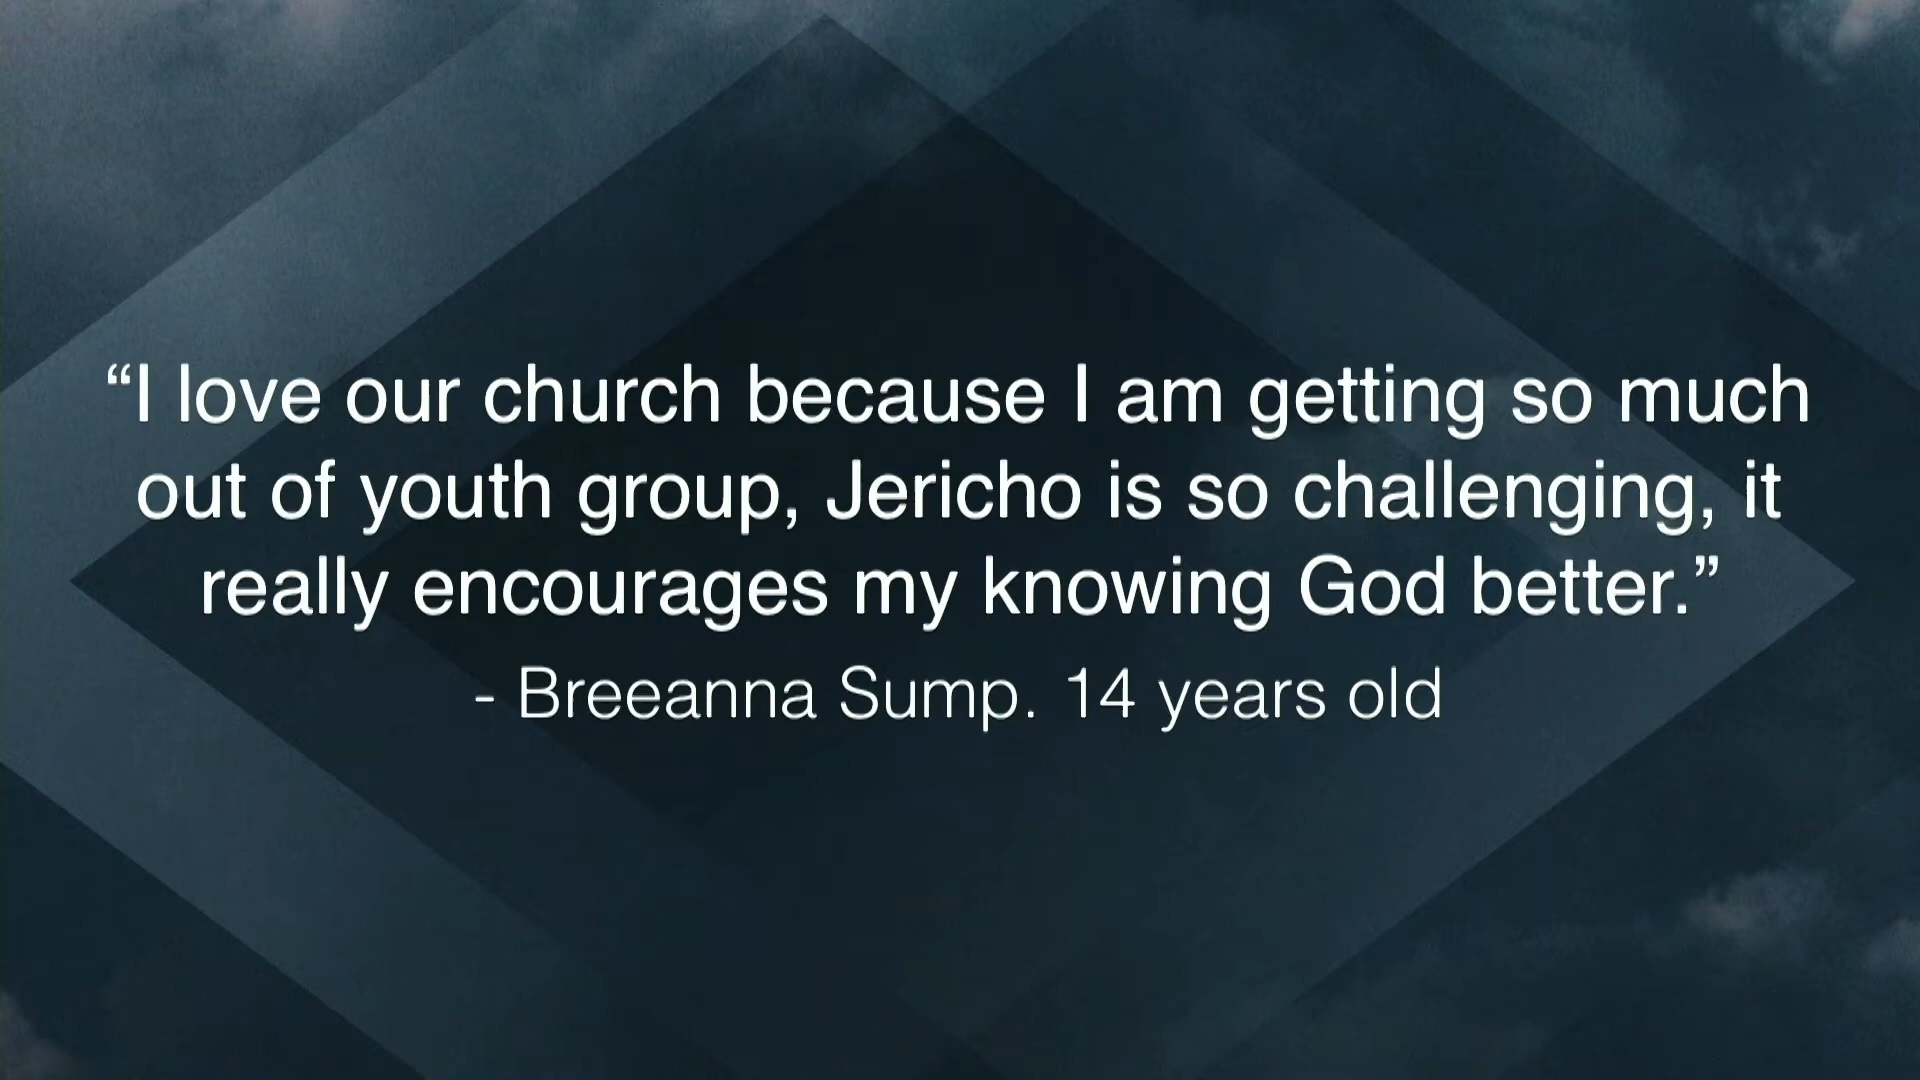 “I love our church because I am getting so much
out of youth group, Jericho is so challenging, it
really encourages my knowing God better.”
- Breeanna Sump. 14 years old